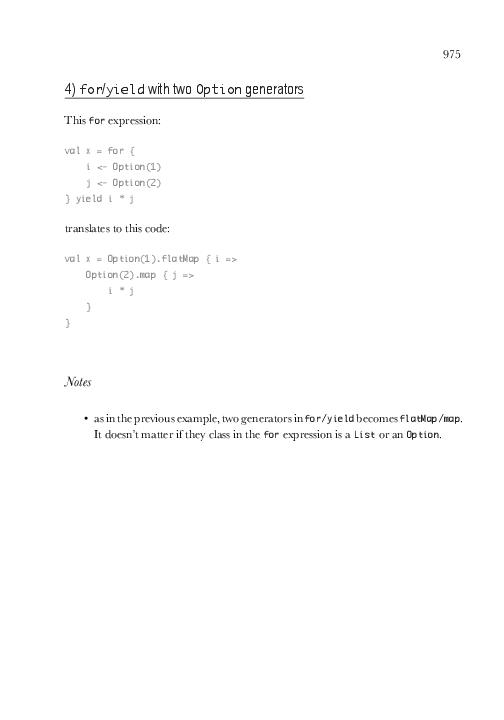 975
4) for/yield with two Option generators
This for expression:
val x = for {
    i <- Option(1)
    j <- Option(2)
} yield i * j
translates to this code:
val x = Option(1).flatMap { i =>
    Option(2).map { j =>
        i * j
    }
}
Notes
• as in the previous example, two generators in for/yield becomes flatMap/map.
It doesn't matter if they class in the for expression is a List or an Option.